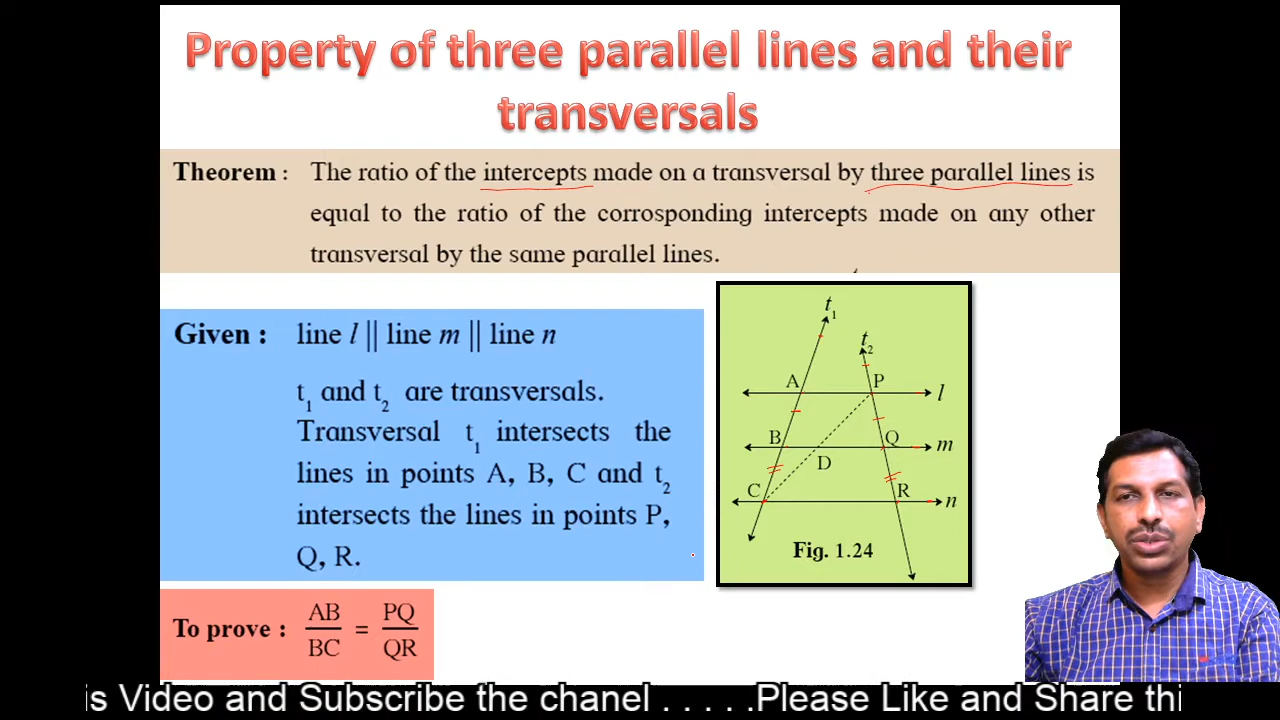 Property of three parallel lines and their
transversals
Theorem : The ratio of the intercepts made on a transversal by three parallel lines is
equal to the ratio of the corrosponding intercepts made on any other
transversal by the same parallel lines.
Given : line l || line m || line n
t1 and t2 are transversals.
Transversal t1 intersects the
lines in points A, B, C and t2
intersects the lines in points P,
Q, R.
To prove : AB/BC = PQ/QR
t1
t2
A P l
B Q m
D
C R n
Fig. 1.24
is Video and Subscribe the chanel . . . . .Please Like and Share thi